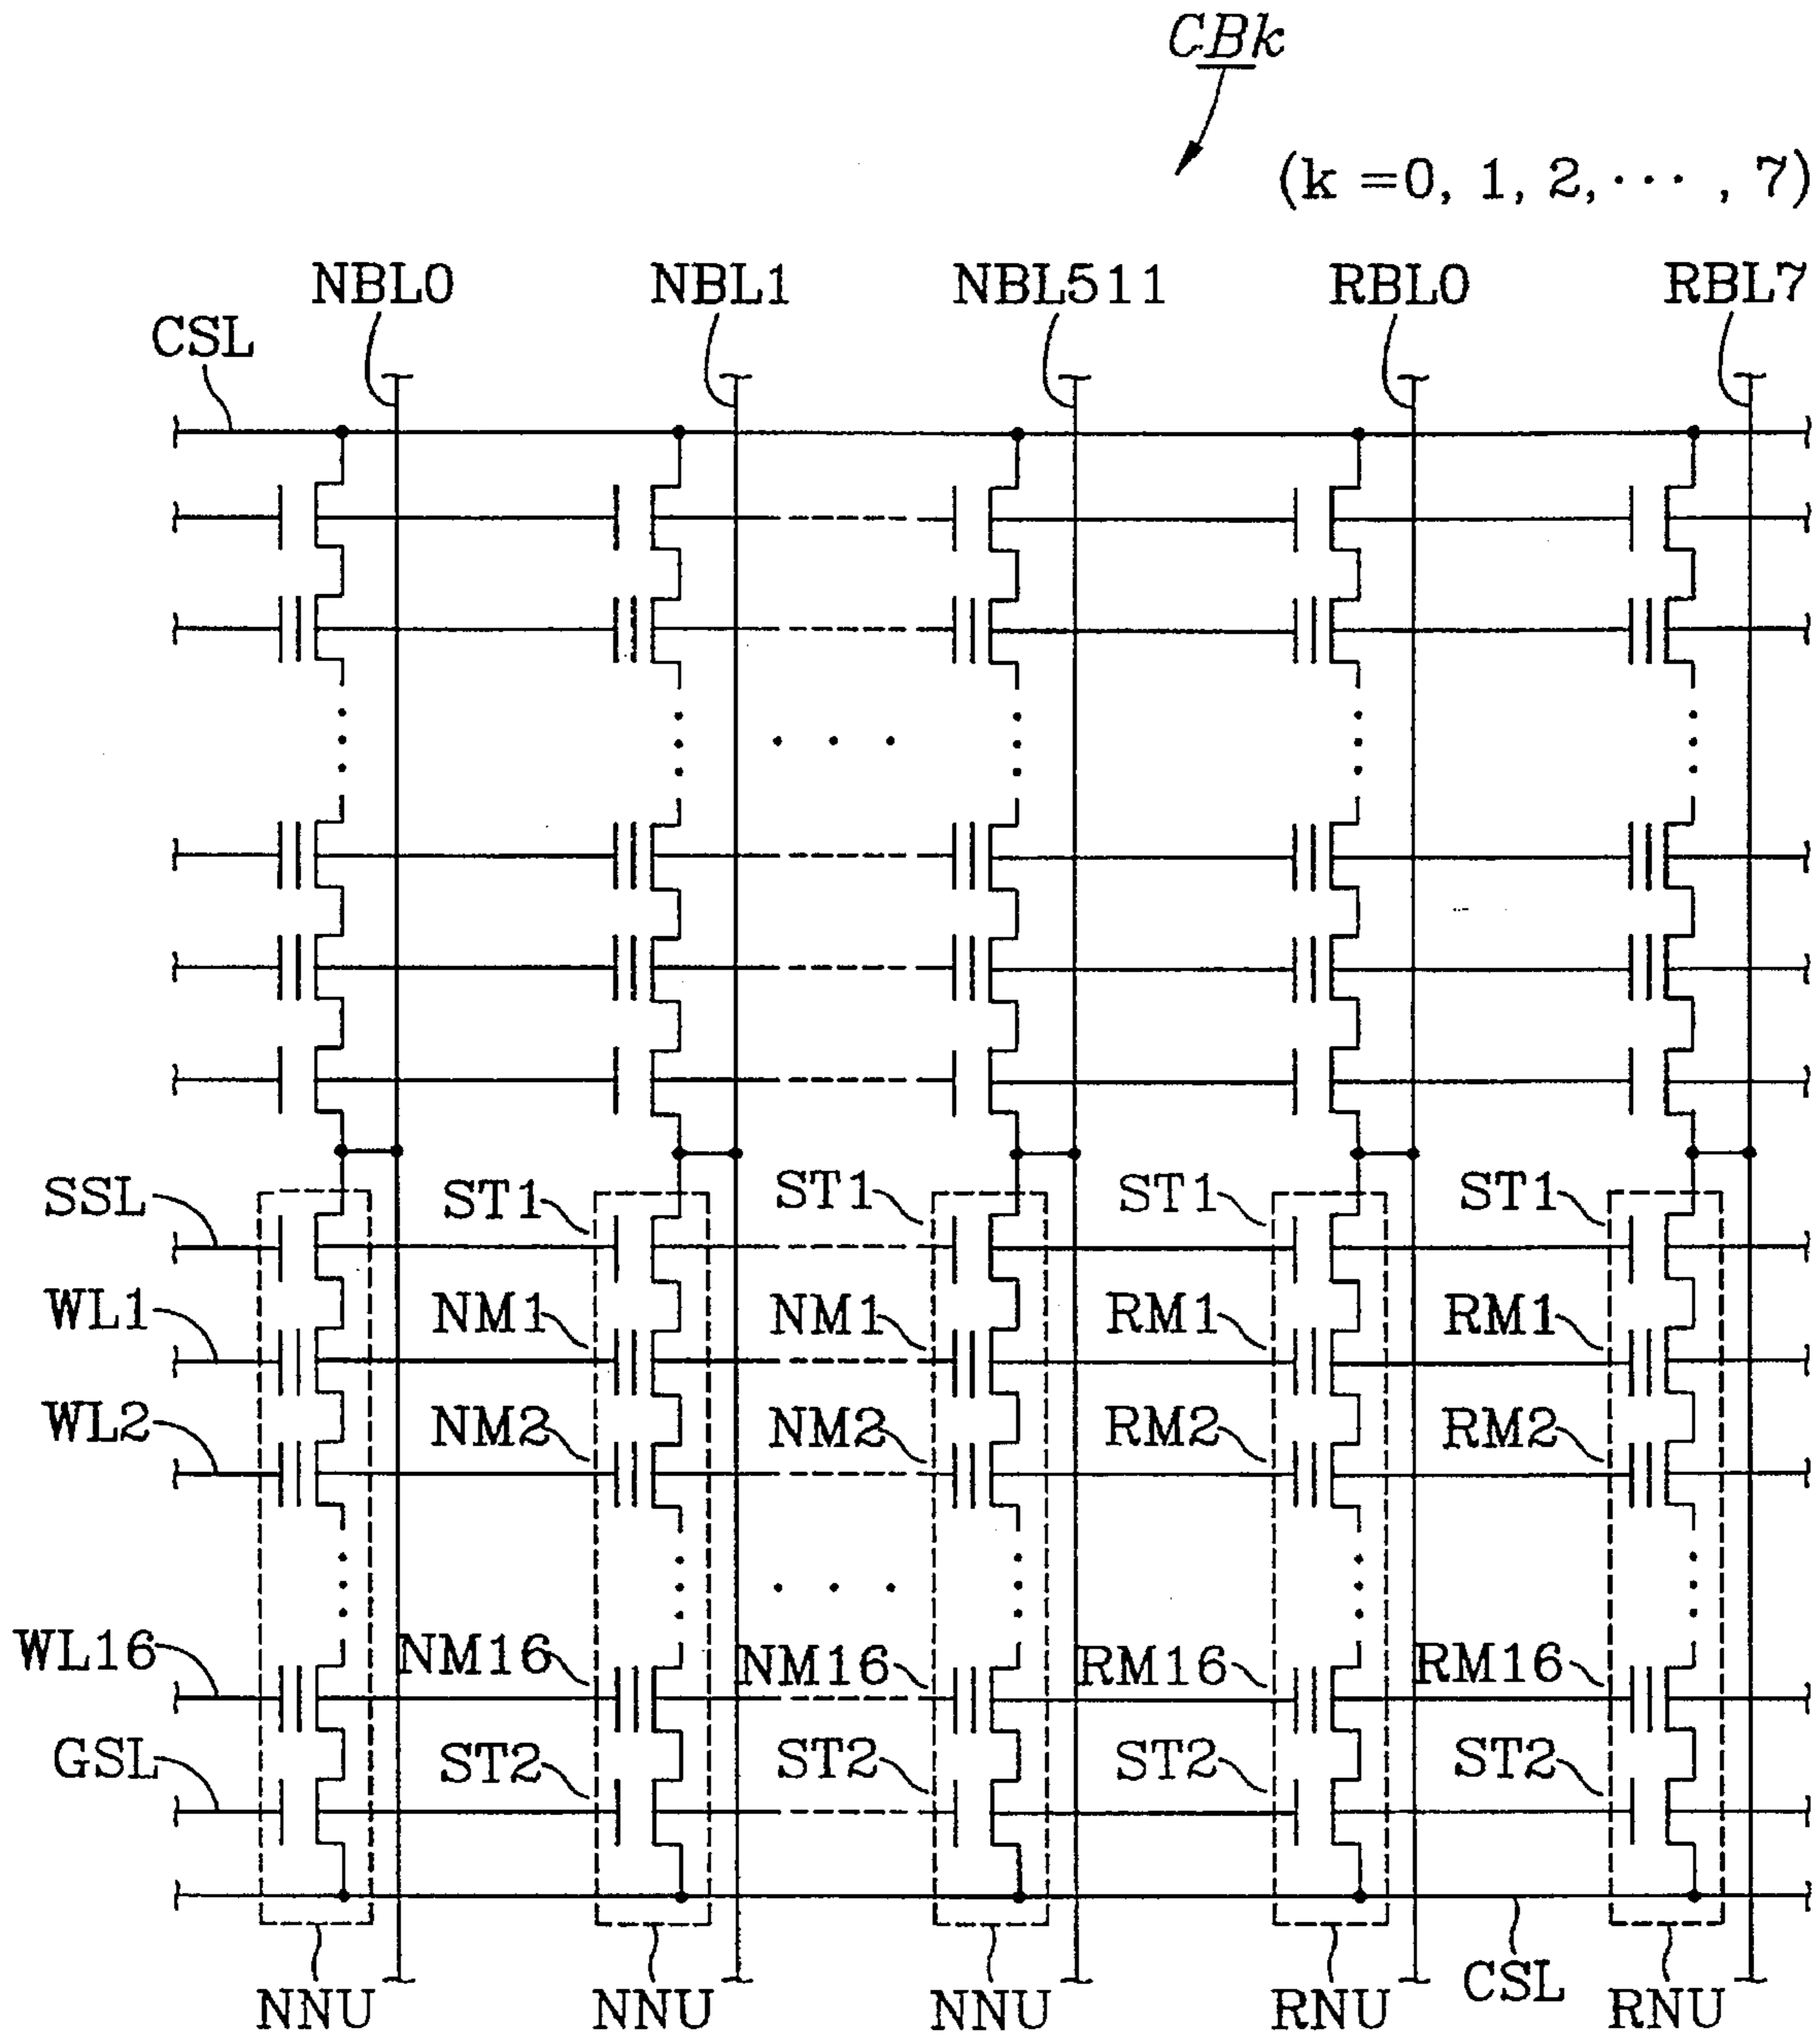 CBk
(k =0, 1, 2, · · · , 7)
NBL0 NBL1 NBL511 RBL0 RBL7
CSL
SSL ST1 ST1 ST1 ST1
WL1 NM1 NM1 RM1 RM1
WL2 NM2 NM2 RM2 RM2
WL16 NM16 NM16 RM16 RM16
GSL ST2 ST2 ST2 ST2
CSL
NNU NNU NNU RNU RNU